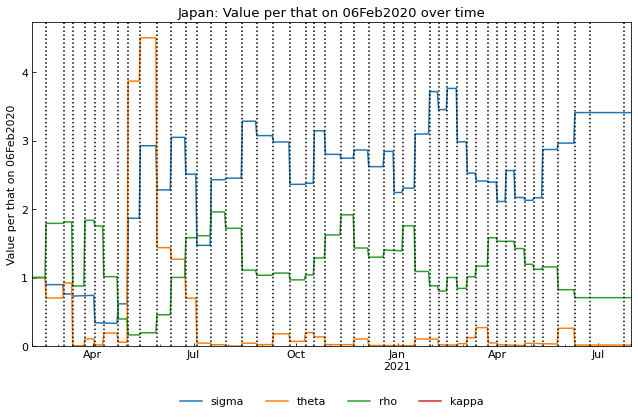 Japan: Value per that on 06Feb2020 over time
Value per that on 06Feb2020
4
3
2
1
0
Apr Jul Oct Jan Apr Jul
2021
sigma theta rho kappa